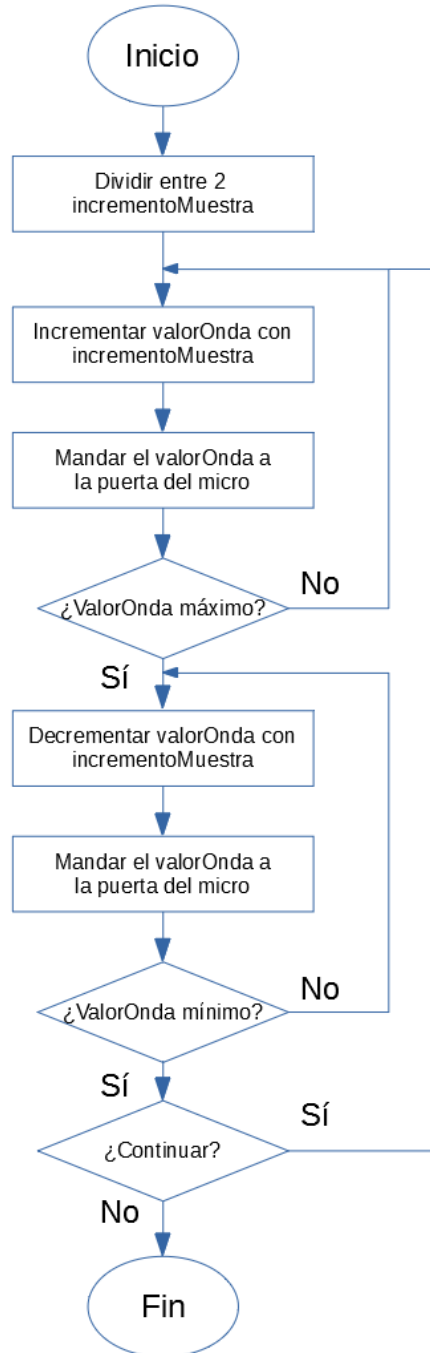 Inicio
Dividir entre 2
incrementoMuestra
Incrementar valorOnda con
incrementoMuestra
Mandar el valorOnda a
la puerta del micro
¿ValorOnda máximo?
No
Sí
Decrementar valorOnda con
incrementoMuestra
Mandar el valorOnda a
la puerta del micro
¿ValorOnda mínimo?
No
Sí
¿Continuar?
Sí
No
Fin